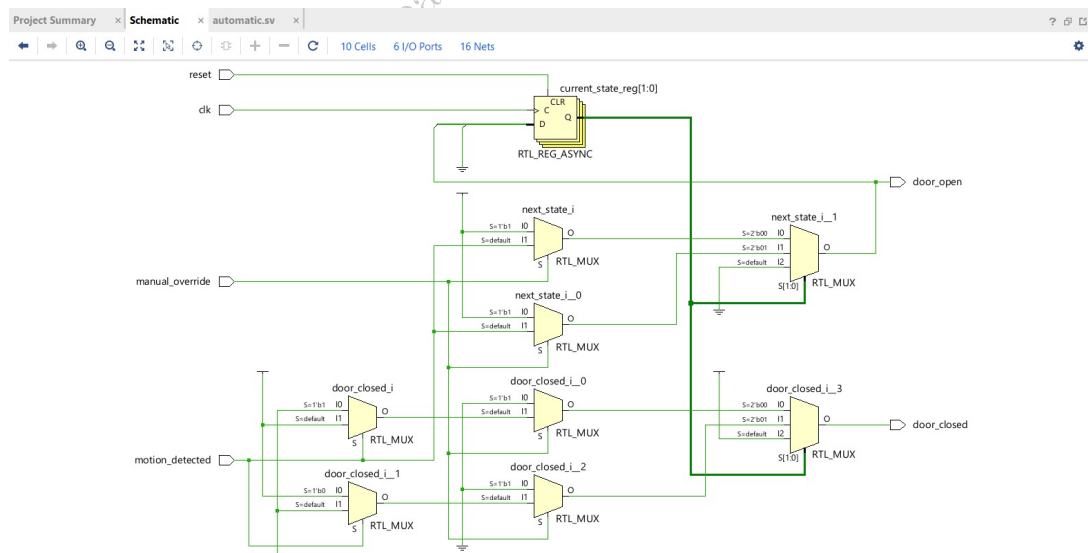 Project Summary × Schematic × automatic.sv ×
?
10 Cells 6 I/O Ports 16 Nets
reset
current_state_reg[1:0]
CLR
clk
C
Q
D
RTL_REG_ASYNC
door_open
next_state_i
next_state_i__1
S=1'b1 I0
O
S=default I1
S=2'b00 I0
S=2'b01 I1
O
S=default I2
S
RTL_MUX
manual_override
S[1:0]
RTL_MUX
next_state_i__0
S=1'b1 I0
O
S=default I1
S
RTL_MUX
door_closed_i
door_closed_i__0
door_closed_i__3
S=1'b1 I0
O
S=default I1
S=1'b1 I0
O
S=default I1
S=2'b00 I0
S=2'b01 I1
O
door_closed
S=default I2
S
RTL_MUX
S
RTL_MUX
S[1:0]
RTL_MUX
motion_detected
door_closed_i__1
door_closed_i__2
S=1'b0 I0
O
S=default I1
S=1'b1 I0
O
S=default I1
S
RTL_MUX
S
RTL_MUX